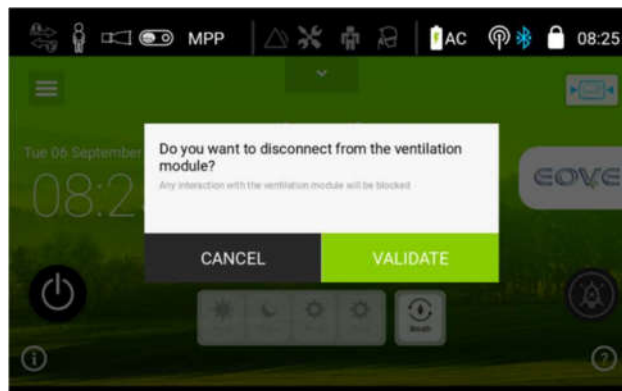 MPP
AC
08:25
Tue 06 September
08:2
Do you want to disconnect from the ventilation
module?
Any interaction with the ventilation module will be blocked
EOVE
CANCEL
VALIDATE
Breath
i
?